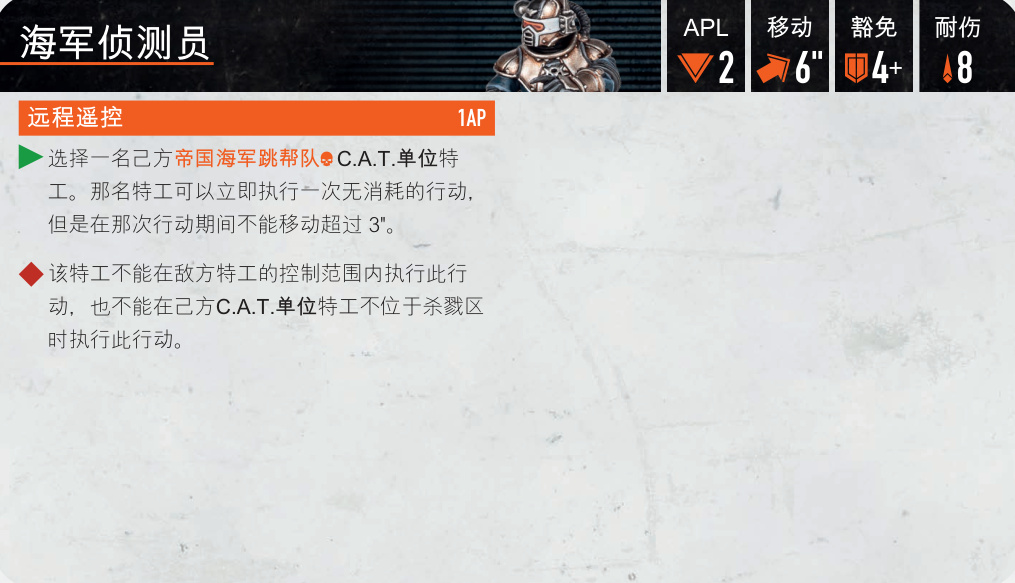 海军侦测员
APL 移动 豁免 耐伤
2 6" 4+ 8
远程遥控 1AP
选择一名己方帝国海军跳帮队C.A.T.单位特
工。那名特工可以立即执行一次无消耗的行动，
但是在那次行动期间不能移动超过 3"。
该特工不能在敌方特工的控制范围内执行此行
动，也不能在己方C.A.T.单位特工不位于杀戮区
时执行此行动。